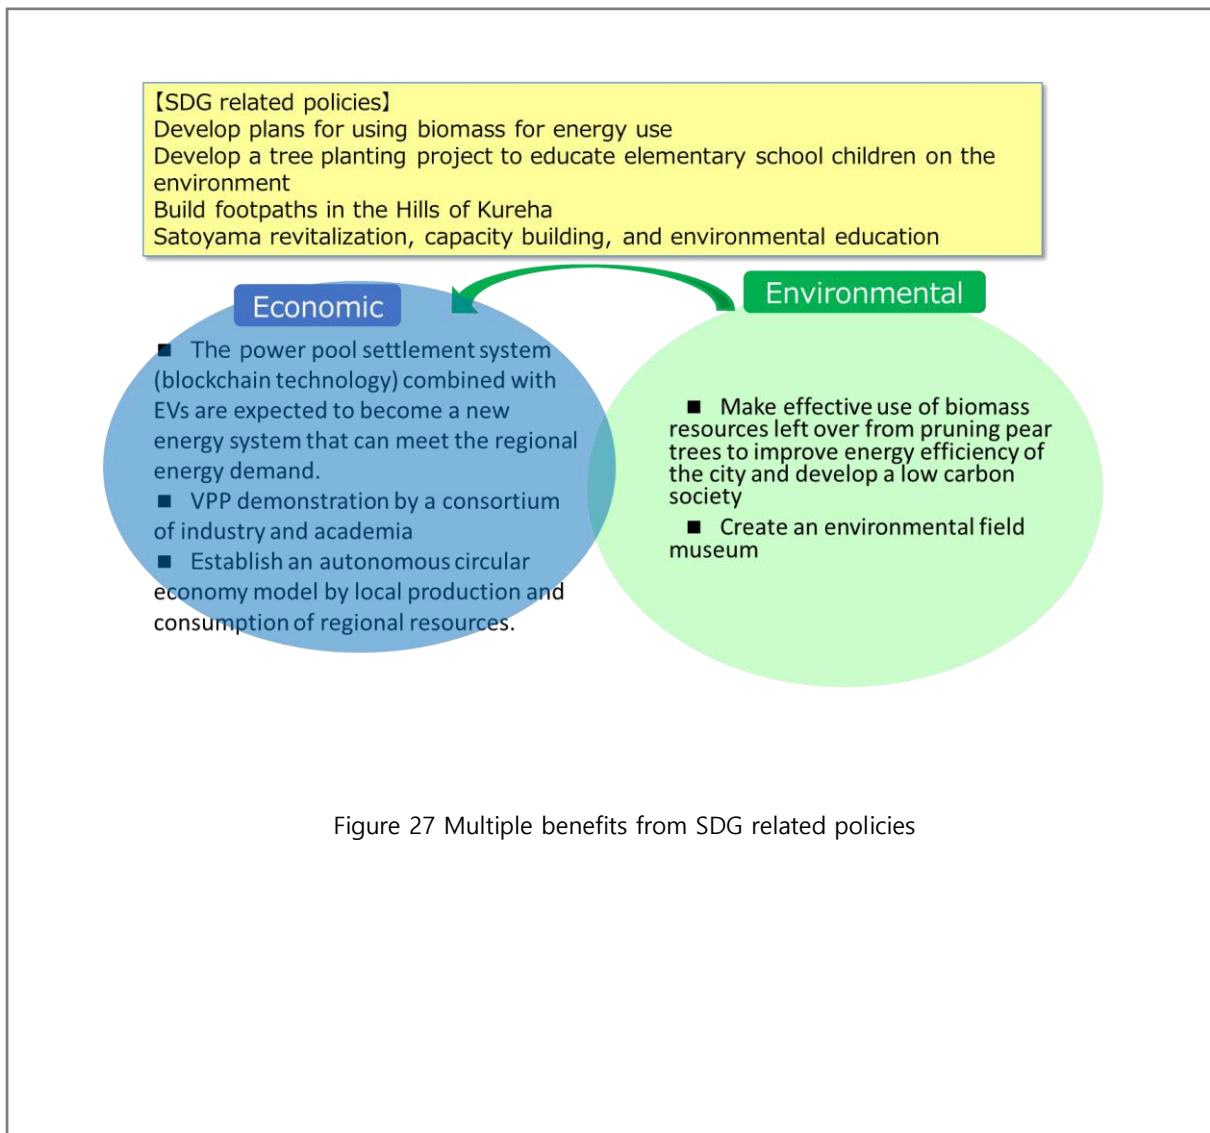 【SDG related policies】
Develop plans for using biomass for energy use
Develop a tree planting project to educate elementary school children on the
environment
Build footpaths in the Hills of Kureha
Satoyama revitalization, capacity building, and environmental education
Economic
■ The power pool settlement system
(blockchain technology) combined with
EVs are expected to become a new
energy system that can meet the regional
energy demand.
■ VPP demonstration by a consortium
of industry and academia
■ Establish an autonomous circular
economy model by local production and
consumption of regional resources.
Environmental
■ Make effective use of biomass
resources left over from pruning pear
trees to improve energy efficiency of
the city and develop a low carbon
society
■ Create an environmental field
museum
Figure 27 Multiple benefits from SDG related policies